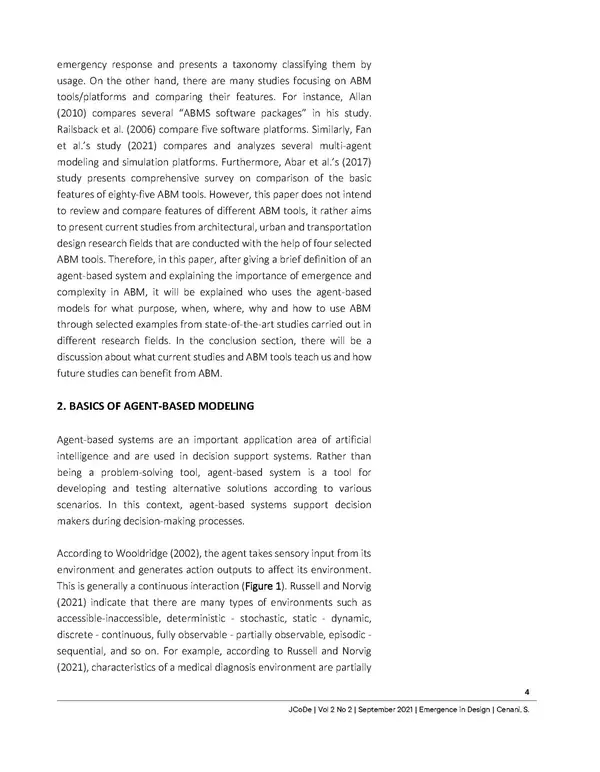 emergency response and presents a taxonomy classifying them by
usage. On the other hand, there are many studies focusing on ABM
tools/platforms and comparing their features. For instance, Allan
(2010) compares several “ABMS software packages” in his study.
Railsback et al. (2006) compare five software platforms. Similarly, Fan
et al.’s study (2021) compares and analyzes several multi-agent
modeling and simulation platforms. Furthermore, Abar et al.’s (2017)
study presents comprehensive survey on comparison of the basic
features of eighty-five ABM tools. However, this paper does not intend
to review and compare features of different ABM tools, it rather aims
to present current studies from architectural, urban and transportation
design research fields that are conducted with the help of four selected
ABM tools. Therefore, in this paper, after giving a brief definition of an
agent-based system and explaining the importance of emergence and
complexity in ABM, it will be explained who uses the agent-based
models for what purpose, when, where, why and how to use ABM
through selected examples from state-of-the-art studies carried out in
different research fields. In the conclusion section, there will be a
discussion about what current studies and ABM tools teach us and how
future studies can benefit from ABM.
2. BASICS OF AGENT-BASED MODELING
Agent-based systems are an important application area of artificial
intelligence and are used in decision support systems. Rather than
being a problem-solving tool, agent-based system is a tool for
developing and testing alternative solutions according to various
scenarios. In this context, agent-based systems support decision
makers during decision-making processes.
According to Wooldridge (2002), the agent takes sensory input from its
environment and generates action outputs to affect its environment.
This is generally a continuous interaction (Figure 1). Russell and Norvig
(2021) indicate that there are many types of environments such as
accessible-inaccessible, deterministic - stochastic, static - dynamic,
discrete - continuous, fully observable - partially observable, episodic -
sequential, and so on. For example, according to Russell and Norvig
(2021), characteristics of a medical diagnosis environment are partially
4
JCoDe | Vol 2 No 2 | September 2021 | Emergence in Design | Cenani, S.